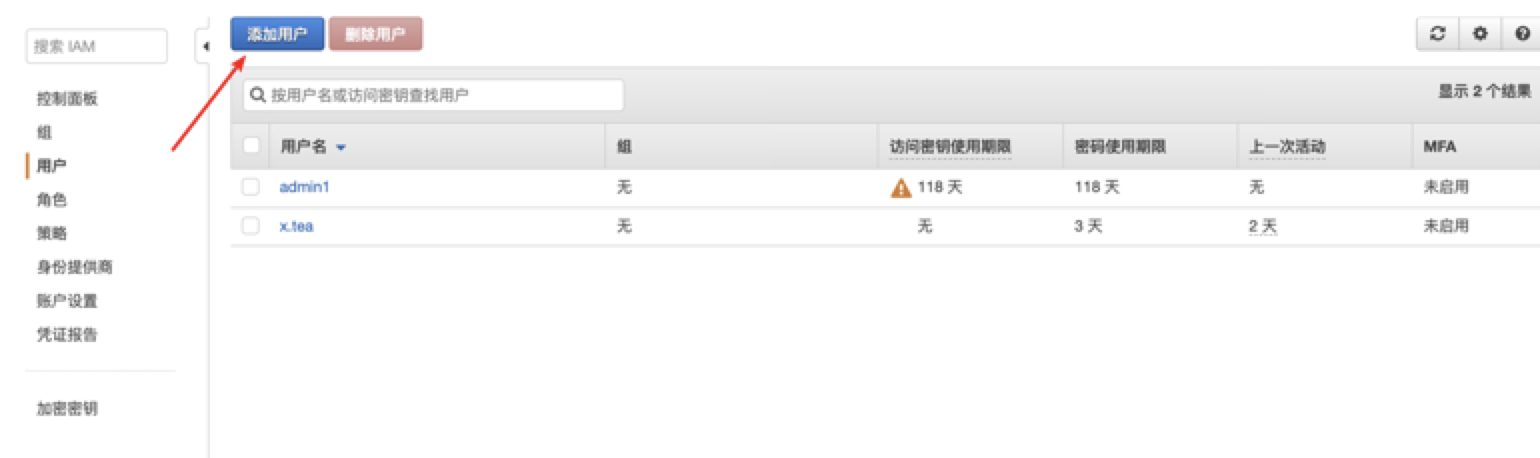 搜索 IAM
控制面板
组
用户
角色
策略
身份提供商
账户设置
凭证报告
加密密钥
添加用户 删除用户
按用户名或访问密钥查找用户 显示 2 个结果
用户名 组 访问密钥使用期限 密码使用期限 上一次活动 MFA
admin1 无 118 天 118 天 无 未启用
x.tea 无 无 3 天 2 天 未启用